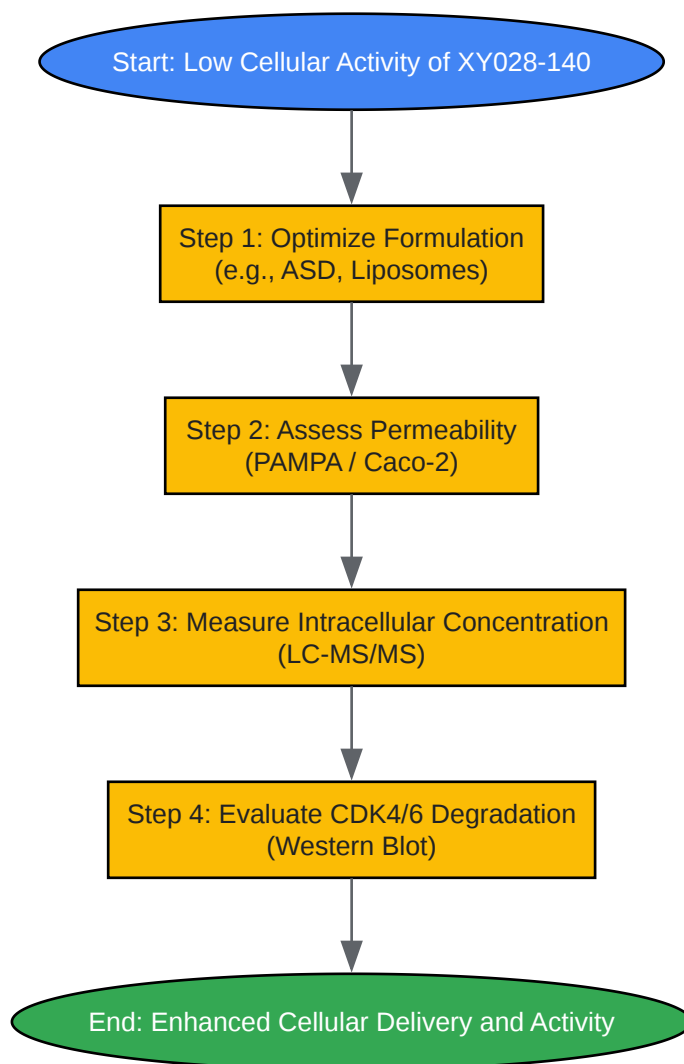 Start: Low Cellular Activity of XY028-140
Step 1: Optimize Formulation
(e.g., ASD, Liposomes)
Step 2: Assess Permeability
(PAMPA / Caco-2)
Step 3: Measure Intracellular Concentration
(LC-MS/MS)
Step 4: Evaluate CDK4/6 Degradation
(Western Blot)
End: Enhanced Cellular Delivery and Activity